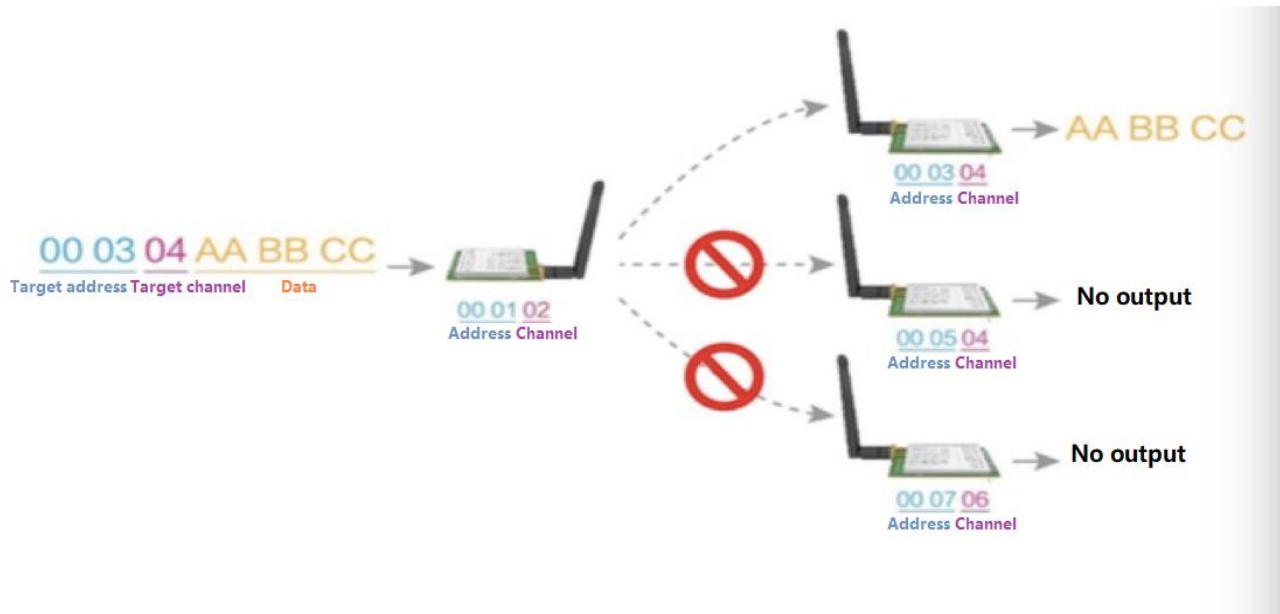 00 03 04 AA BB CC
Target address Target channel Data
00 01 02
Address Channel
AA BB CC
00 03 04
Address Channel
No output
00 05 04
Address Channel
No output
00 07 06
Address Channel